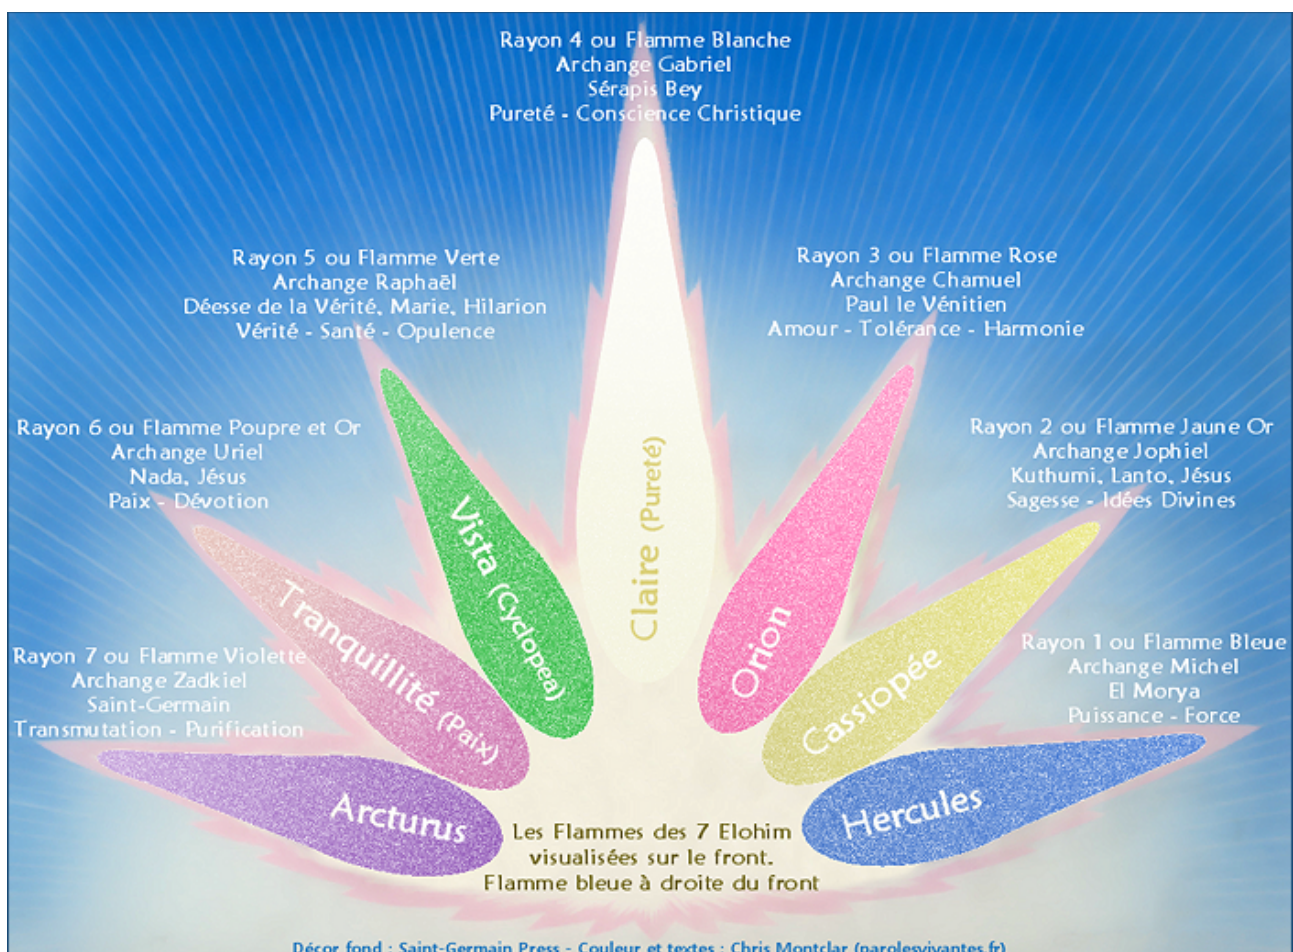 Rayon 4 ou Flamme Blanche
Archange Gabriel
Sérapis Bey
Pureté - Conscience Christique
Rayon 5 ou Flamme Verte
Archange Raphaël
Déesse de la Vérité, Marie, Hilarion
Vérité - Santé - Opulence
Rayon 3 ou Flamme Rose
Archange Chamuel
Paul le Vénitien
Amour - Tolérance - Harmonie
Rayon 6 ou Flamme Poupre et Or
Archange Uriel
Nada, Jésus
Paix - Dévotion
Rayon 2 ou Flamme Jaune Or
Archange Jophiel
Kuthumi, Lanto, Jésus
Sagesse - Idées Divines
Rayon 7 ou Flamme Violette
Archange Zadkiel
Saint-Germain
Transmutation - Purification
Rayon 1 ou Flamme Bleue
Archange Michel
El Morya
Puissance - Force
Arcturus
Tranquillité (Paix)
Vista (Cyclopea)
Claire (Pureté)
Orion
Cassiopée
Hercules
Les Flammes des 7 Elohim
visualisées sur le front.
Flamme bleue à droite du front
Décor fond : Saint-Germain Press - Couleur et textes : Chris Montclar (parolesvivantes.fr)